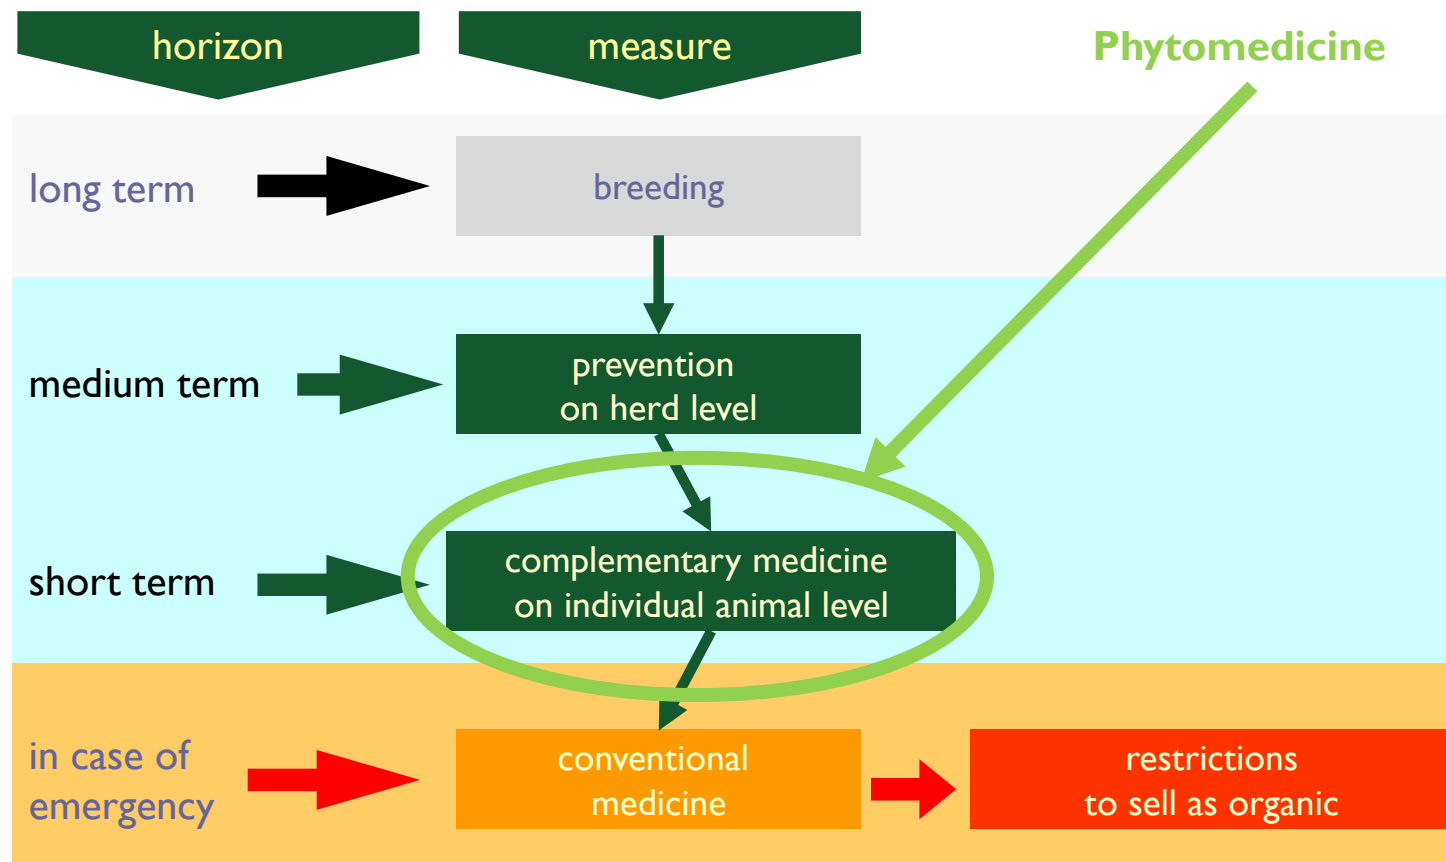 horizon
measure
Phytomedicine
long term
breeding
medium term
prevention
on herd level
short term
complementary medicine
on individual animal level
in case of
emergency
conventional
medicine
restrictions
to sell as organic